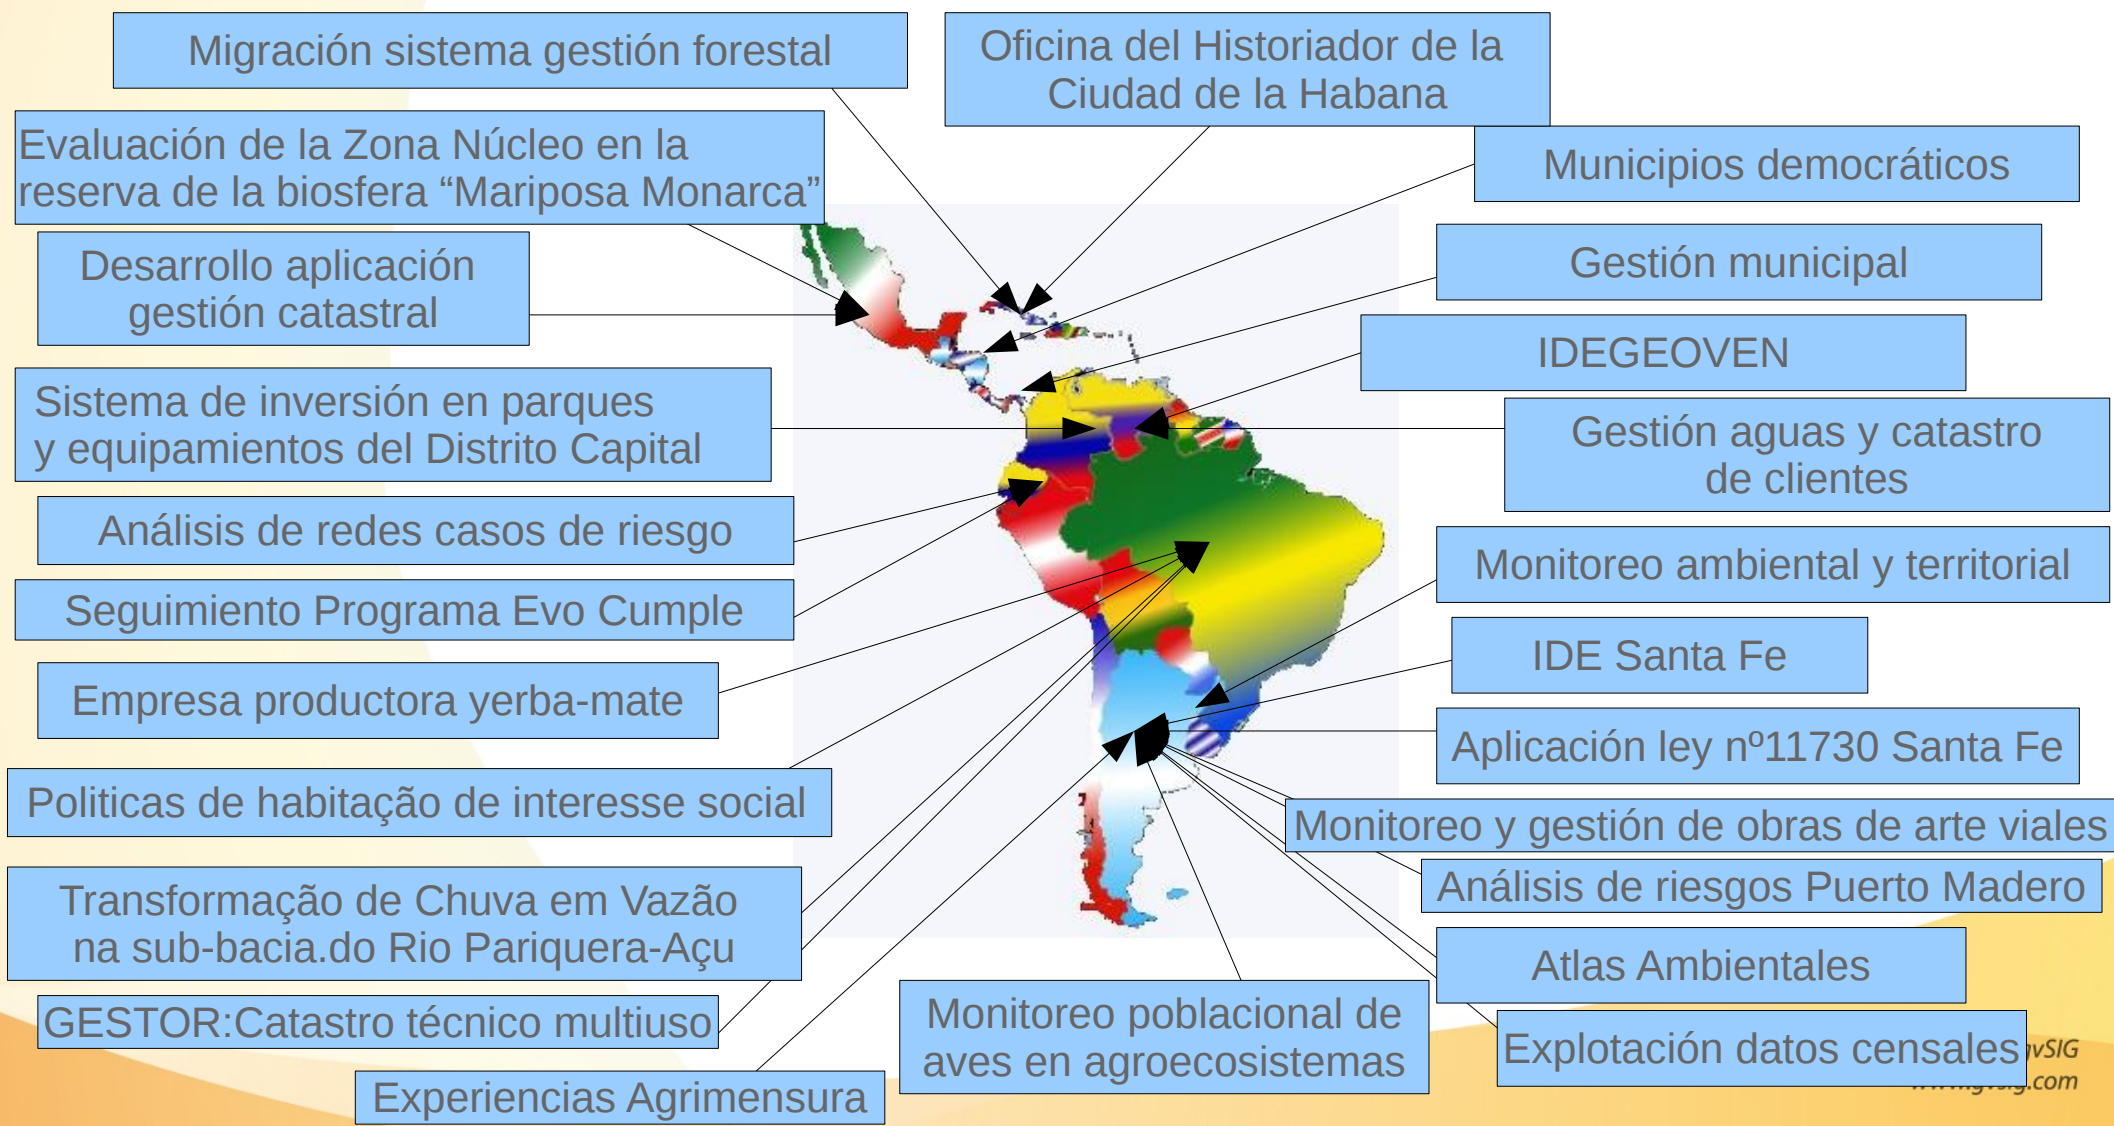 Migración sistema gestión forestal
Oficina del Historiador de la
Ciudad de la Habana
Evaluación de la Zona Núcleo en la
reserva de la biosfera “Mariposa Monarca”
Municipios democráticos
Desarrollo aplicación
gestión catastral
Gestión municipal
IDEGEOVEN
Sistema de inversión en parques
y equipamientos del Distrito Capital
Gestión aguas y catastro
de clientes
Análisis de redes casos de riesgo
Monitoreo ambiental y territorial
Seguimiento Programa Evo Cumple
IDE Santa Fe
Empresa productora yerba-mate
Aplicación ley nº11730 Santa Fe
Politicas de habitação de interesse social
Monitoreo y gestión de obras de arte viales
Análisis de riesgos Puerto Madero
Transformação de Chuva em Vazão
na sub-bacia.do Rio Pariquera-Açu
Atlas Ambientales
GESTOR:Catastro técnico multiuso
Monitoreo poblacional de
aves en agroecosistemas
Explotación datos censales
Experiencias Agrimensura